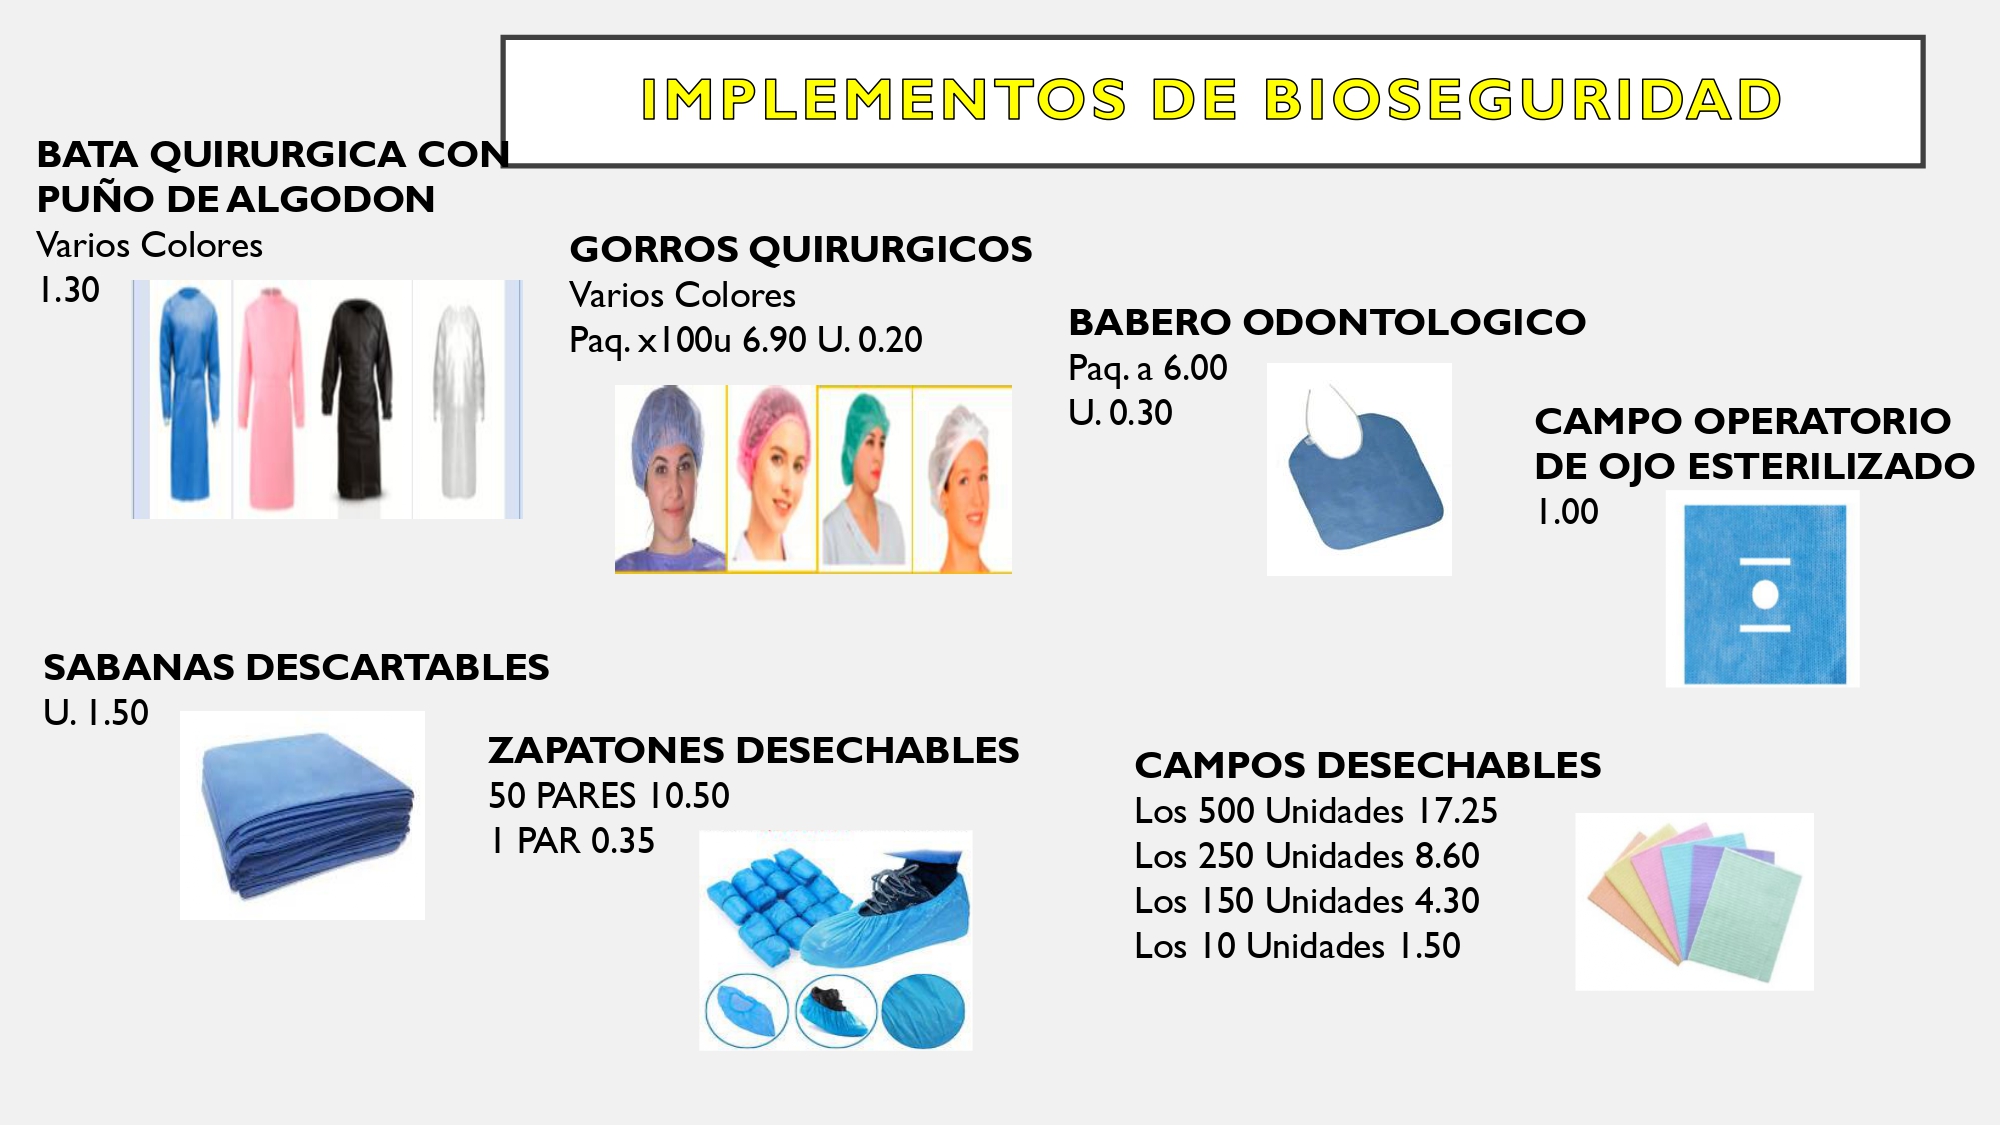 IMPLEMENTOS DE BIOSEGURIDAD
BATA QUIRURGICA CON
PUÑO DE ALGODON
Varios Colores
1.30
GORROS QUIRURGICOS
Varios Colores
Paq. x100u 6.90 U. 0.20
BABERO ODONTOLOGICO
Paq. a 6.00
U. 0.30
CAMPO OPERATORIO
DE OJO ESTERILIZADO
1.00
SABANAS DESCARTABLES
U. 1.50
ZAPATONES DESECHABLES
50 PARES 10.50
1 PAR 0.35
CAMPOS DESECHABLES
Los 500 Unidades 17.25
Los 250 Unidades 8.60
Los 150 Unidades 4.30
Los 10 Unidades 1.50